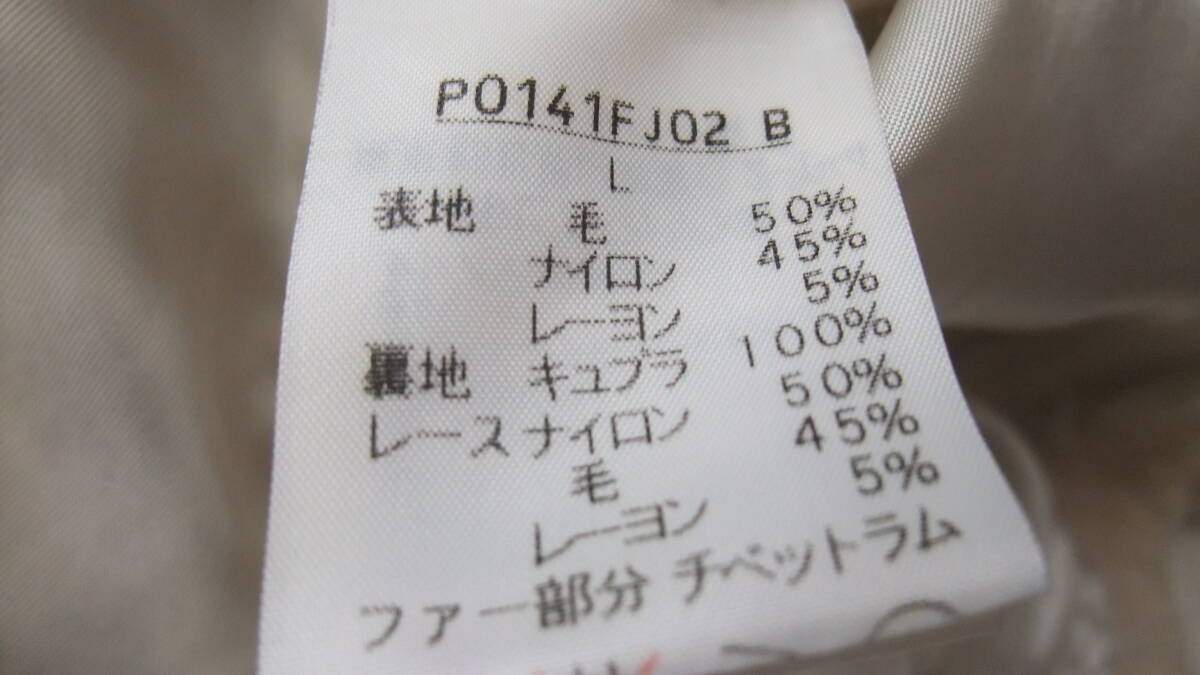 P0141FJ02 B
L
表地 毛 50%
ナイロン 45%
レーヨン 5%
裏地 キュプラ 100%
レース ナイロン 50%
毛 45%
レーヨン 5%
ファー部分 チベットラム